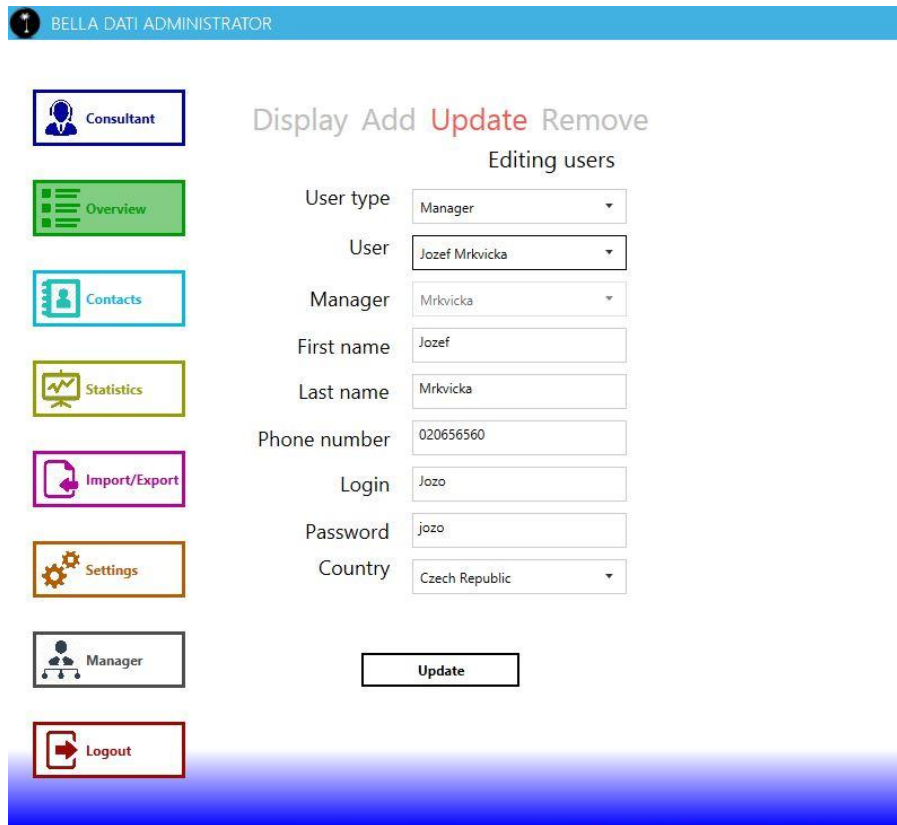 BELLA DATI ADMINISTRATOR
Consultant
Overview
Contacts
Statistics
Import/Export
Settings
Manager
Logout
Display Add Update Remove
Editing users
User type Manager
User Jozef Mrkvicka
Manager Mrkvicka
First name Jozef
Last name Mrkvicka
Phone number 020656560
Login Jozo
Password jozo
Country Czech Republic
Update